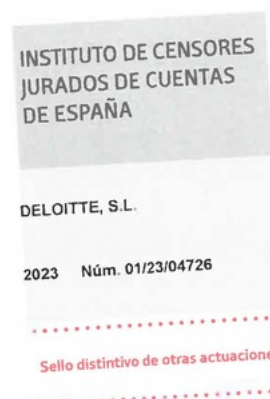 INSTITUTO DE CENSORES
JURADOS DE CUENTAS
DE ESPAÑA
DELOITTE, S.L.
2023 Núm. 01/23/04726
Sello distintivo de otras actuacione